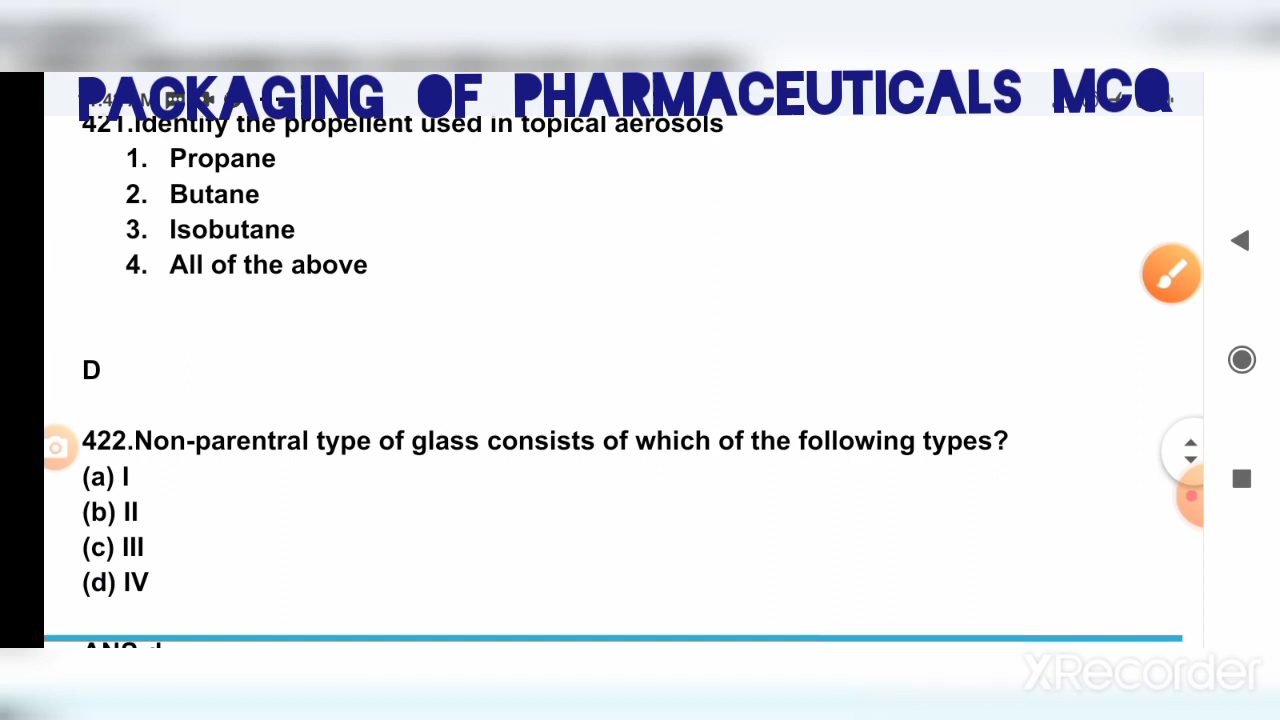 PACKAGING OF PHARMACEUTICALS MCQ
421.Identify the propellent used in topical aerosols
1. Propane
2. Butane
3. Isobutane
4. All of the above
D
422.Non-parentral type of glass consists of which of the following types?
(a) I
(b) II
(c) III
(d) IV
XRecorder